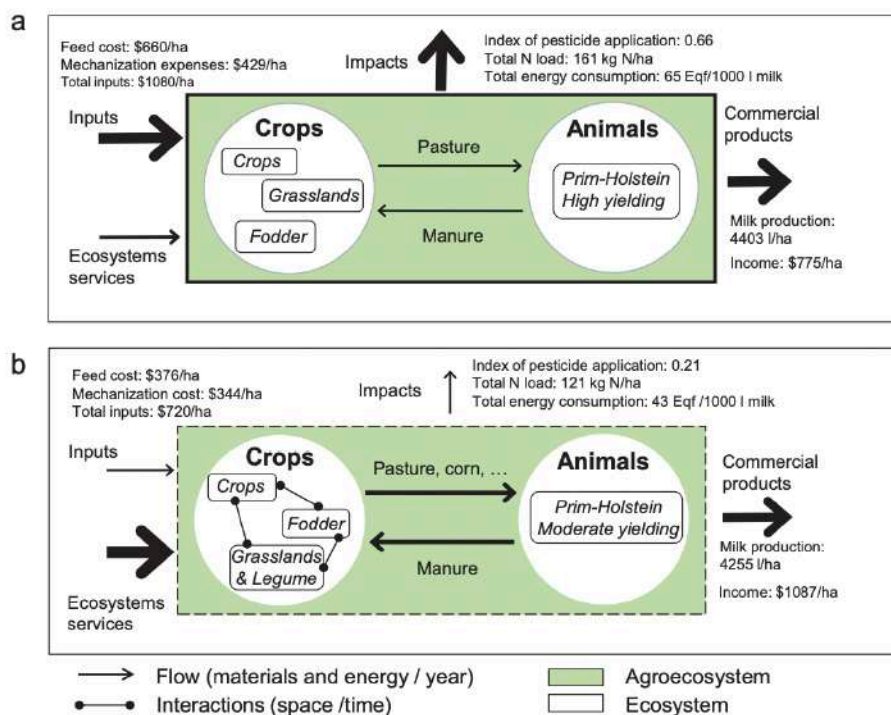 a
Feed cost: $660/ha
Mechanization expenses: $429/ha
Total inputs: $1080/ha
Impacts
Index of pesticide application: 0.66
Total N load: 161 kg N/ha
Total energy consumption: 65 Eqf/1000 l milk
Inputs
Ecosystems
services
Crops
Crops
Grasslands
Fodder
Pasture
Manure
Animals
Prim-Holstein
High yielding
Commercial
products
Milk production:
4403 l/ha
Income: $775/ha
b
Feed cost: $376/ha
Mechanization cost: $344/ha
Total inputs: $720/ha
Impacts
Index of pesticide application: 0.21
Total N load: 121 kg N/ha
Total energy consumption: 43 Eqf /1000 l milk
Inputs
Ecosystems
services
Crops
Crops
Fodder
Grasslands
& Legume
Pasture, corn, ...
Manure
Animals
Prim-Holstein
Moderate yielding
Commercial
products
Milk production:
4255 l/ha
Income: $1087/ha
Flow (materials and energy / year)
Interactions (space /time)
Agroecosystem
Ecosystem